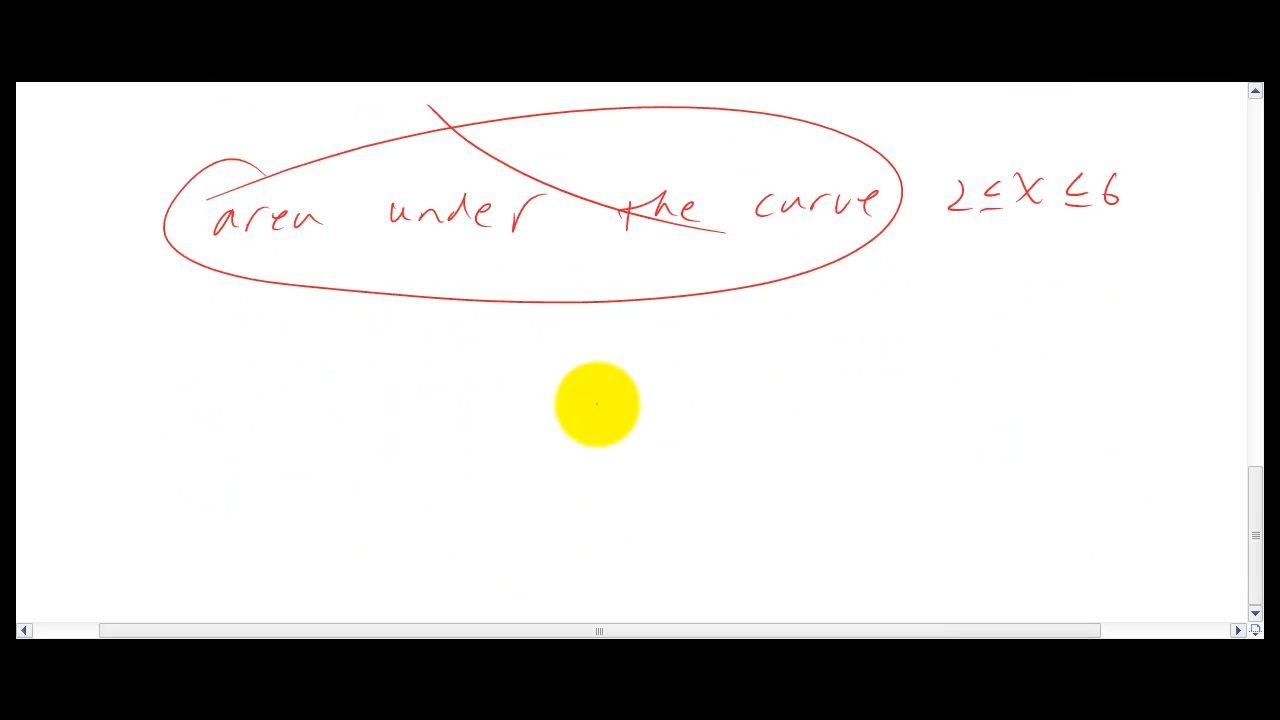 area under the curve 2 ≤ x ≤ 6